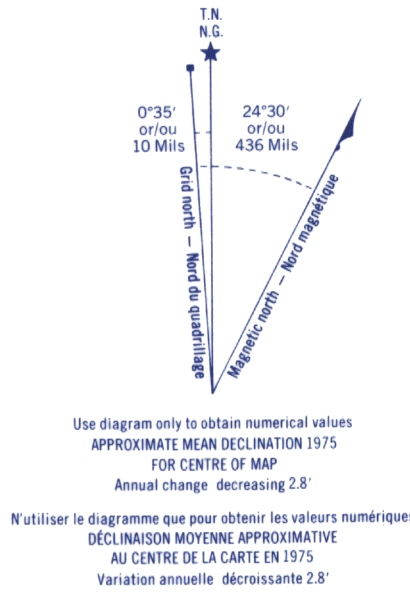 T.N.
N.G.
0°35′
or/ou
10 Mils
24°30′
or/ou
436 Mils
Grid north — Nord du quadrillage
Magnetic north — Nord magnétique
Use diagram only to obtain numerical values
APPROXIMATE MEAN DECLINATION 1975
FOR CENTRE OF MAP
Annual change decreasing 2.8′
N'utiliser le diagramme que pour obtenir les valeurs numériques
DÉCLINAISON MOYENNE APPROXIMATIVE
AU CENTRE DE LA CARTE EN 1975
Variation annuelle décroissante 2.8′